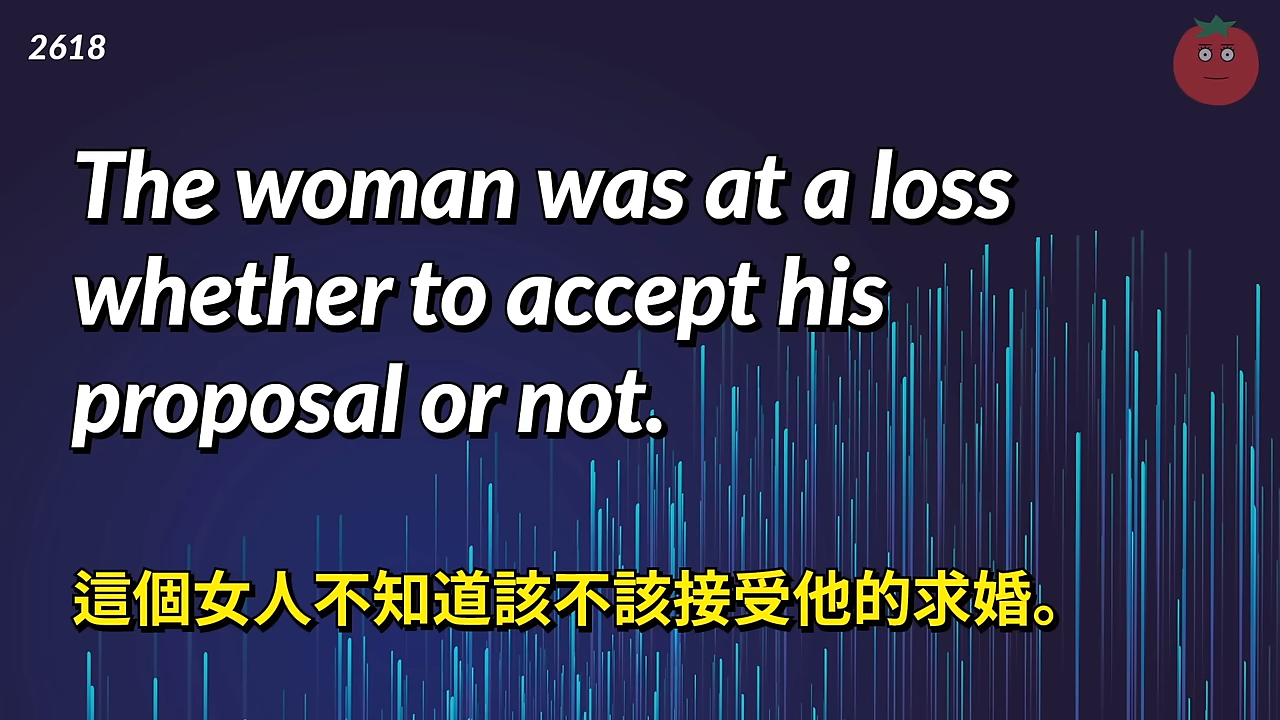 2618
The woman was at a loss
whether to accept his
proposal or not.
這個女人不知道該不該接受他的求婚。